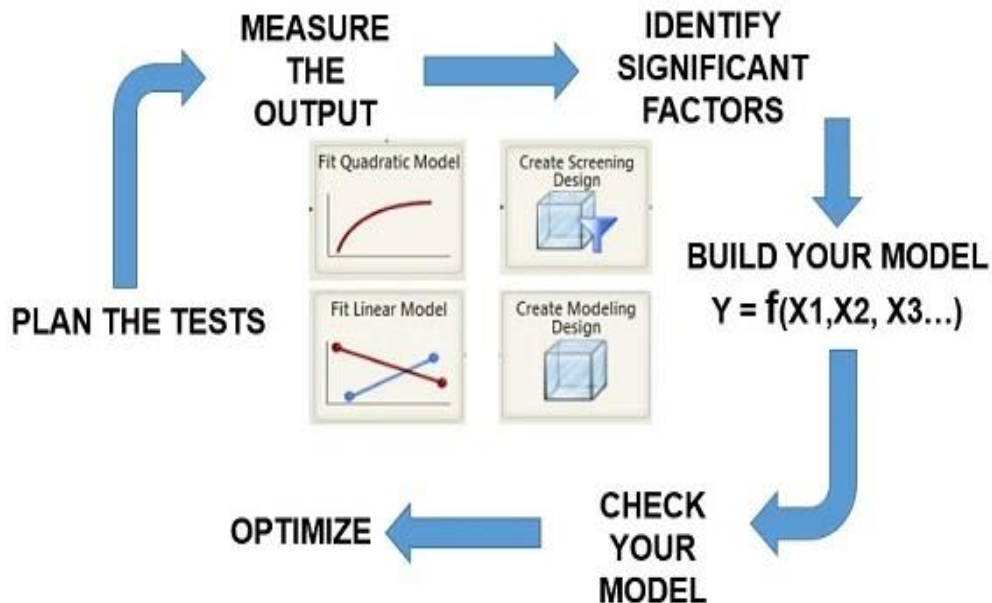 MEASURE
THE
OUTPUT
IDENTIFY
SIGNIFICANT
FACTORS
Fit Quadratic Model
Create Screening
Design
BUILD YOUR MODEL
Y = f(X1,X2, X3...)
PLAN THE TESTS
Fit Linear Model
Create Modeling
Design
CHECK
YOUR
MODEL
OPTIMIZE